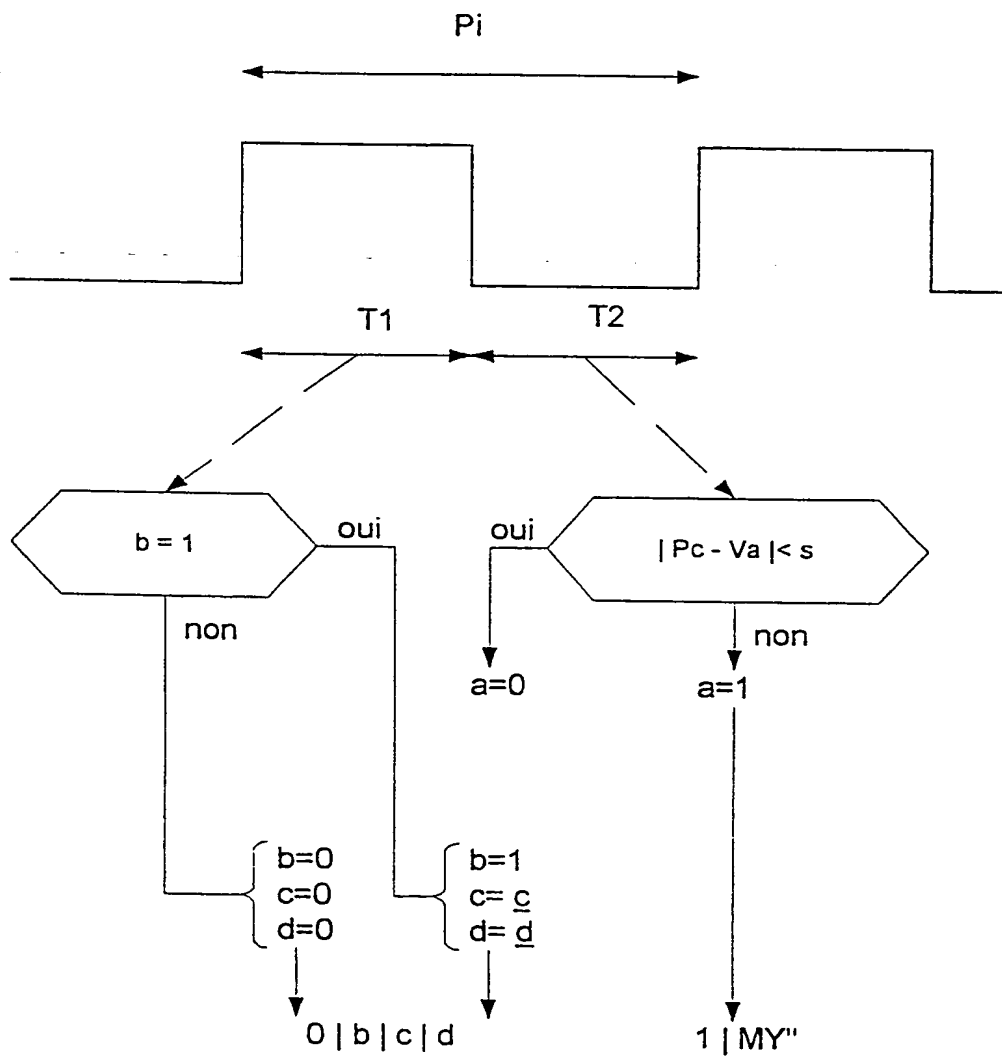 Pi
T1
T2
b = 1
oui
oui
| Pc - Va |< s
non
non
a=0
a=1
b=0
c=0
d=0
b=1
c= c
d= d
0 | b | c | d
1 | MY"